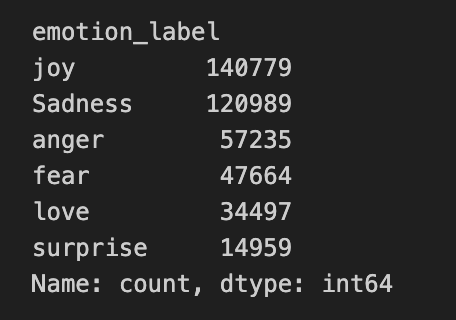 emotion_label
joy 140779
Sadness 120989
anger 57235
fear 47664
love 34497
surprise 14959
Name: count, dtype: int64